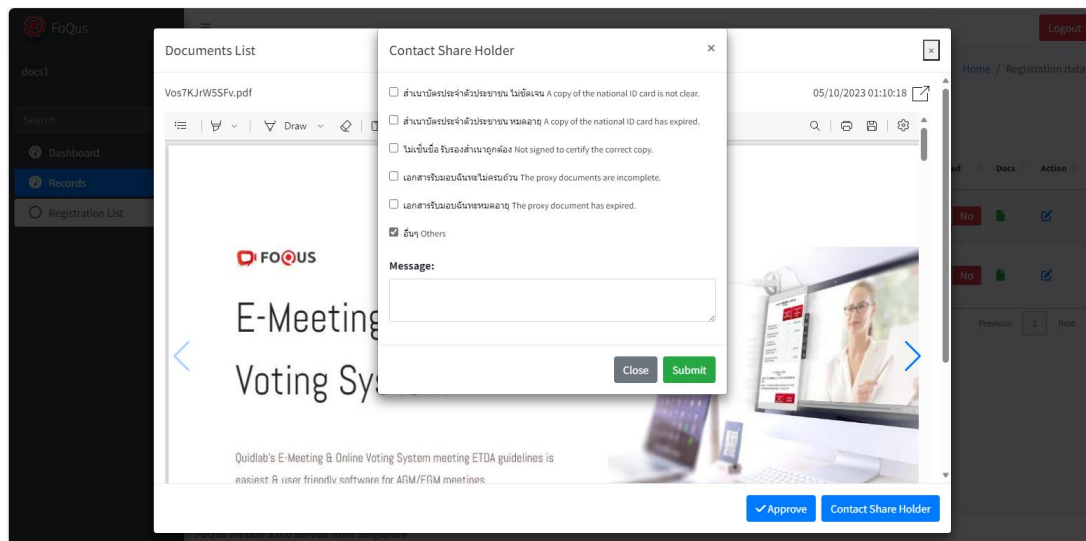 FoQus
Logout
docs1
Home / Registration data
Search
Dashboard
Records
Registration List
Documents List
×
Vos7KJrW5SFv.pdf
05/10/2023 01:10:18
Draw
Docs
Action
No
No
Previous 1 Next
Contact Share Holder
×
สำเนาบัตรประจำตัวประชาชน ไม่ชัดเจน A copy of the national ID card is not clear.
สำเนาบัตรประจำตัวประชาชน หมดอายุ A copy of the national ID card has expired.
ไม่เซ็นชื่อ รับรองสำเนาถูกต้อง Not signed to certify the correct copy.
เอกสารรับมอบฉันทะไม่ครบถ้วน The proxy documents are incomplete.
เอกสารรับมอบฉันทะหมดอายุ The proxy document has expired.
อื่นๆ Others
Message:
Close
Submit
FOQUS
E-Meeting
Voting
Quidlab's E-Meeting & Online Voting System meeting ETDA guidelines is
easiest & user friendly software for AGM/EGM meetings
Approve
Contact Share Holder
FoQus version 3.0.0 Served from Singapore